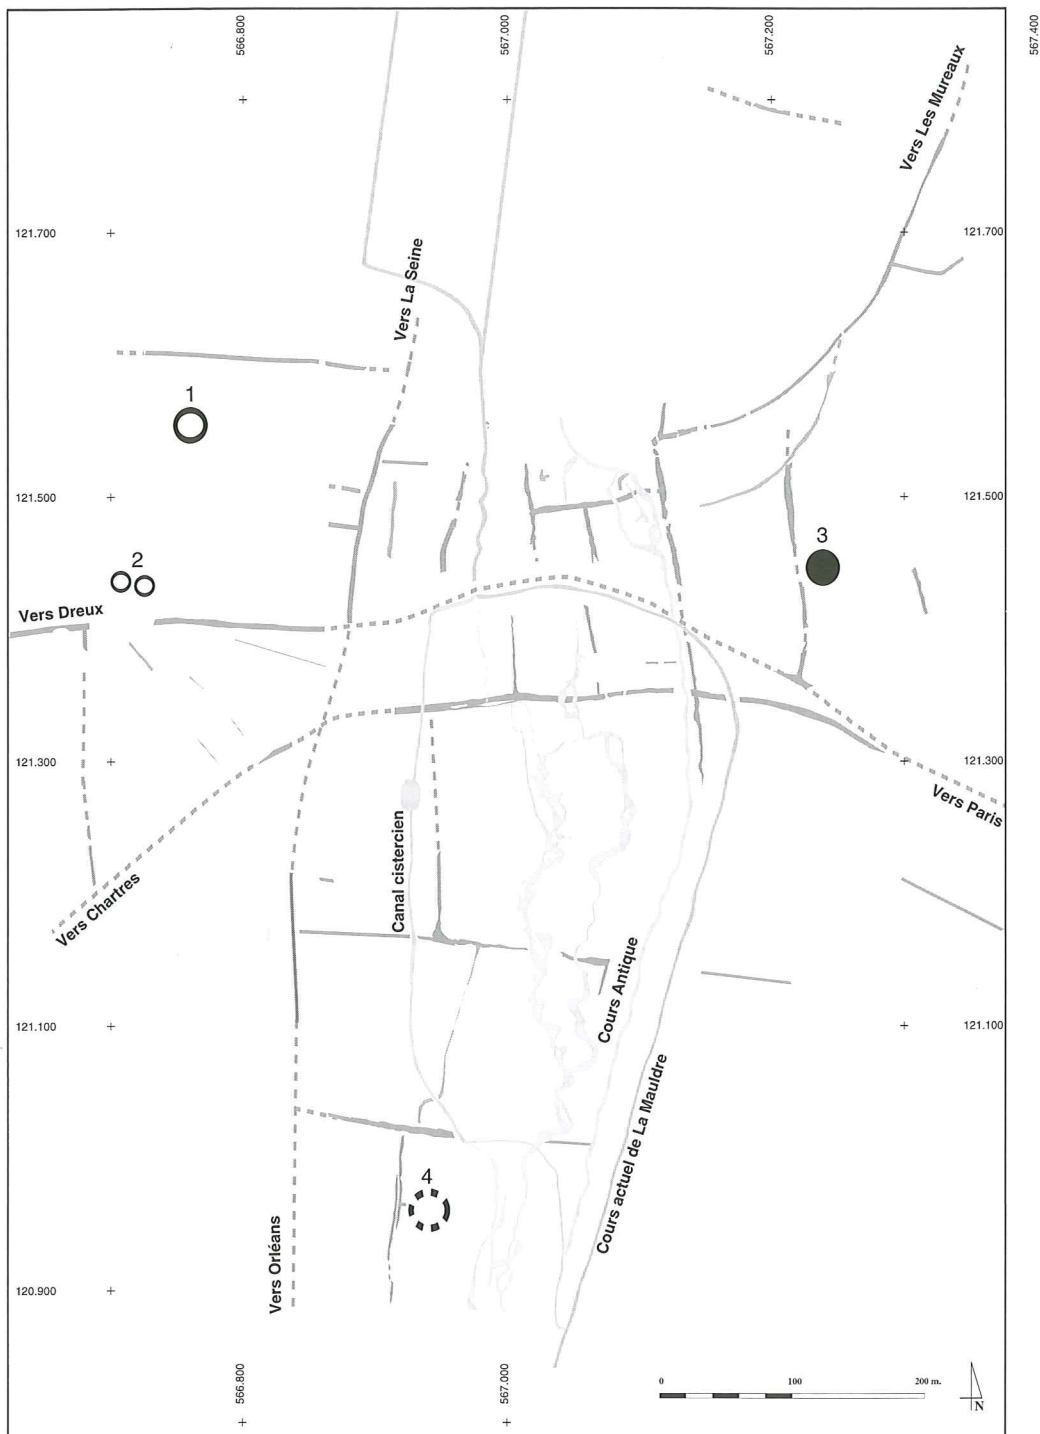 566.800
567.000
567.200
567.400
Vers Les Mureaux
121.700
121.700
Vers La Seine
1
121.500
121.500
3
2
Vers Dreux
121.300
121.300
Vers Paris
Canal cistercien
Vers Chartres
Cours Antique
121.100
121.100
Cours actuel de La Mauldre
4
Vers Orléans
120.900
566.800
567.000
0
100
200 m.
N